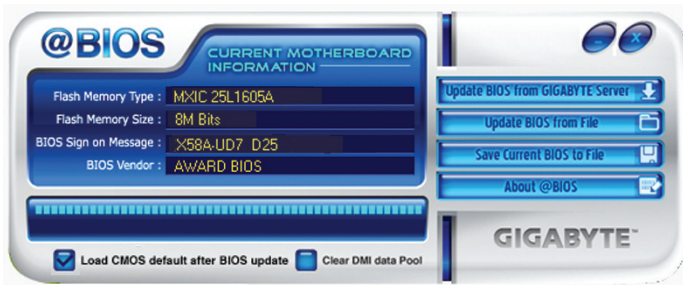 @BIOS
CURRENT MOTHERBOARD
INFORMATION
Flash Memory Type : MXIC 25L1605A
Flash Memory Size : 8M Bits
BIOS Sign on Message : X58A-UD7 D25
BIOS Vendor : AWARD BIOS
Update BIOS from GIGABYTE Server
Update BIOS from File
Save Current BIOS to File
About @BIOS
Load CMOS default after BIOS update Clear DMI data Pool
GIGABYTE™